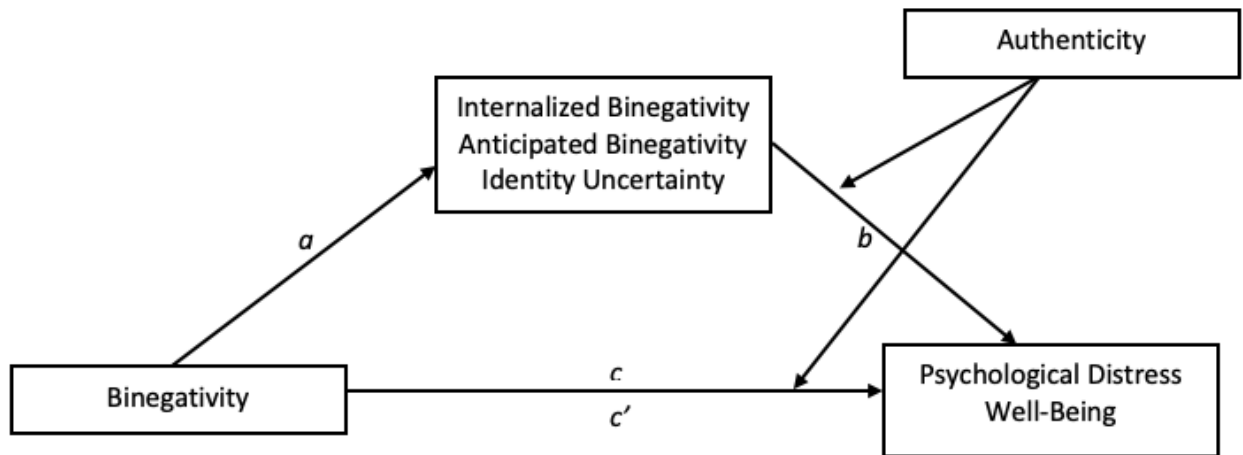 Authenticity
Internalized Binegativity
Anticipated Binegativity
Identity Uncertainty
a
b
Binegativity
c
c’
Psychological Distress
Well-Being